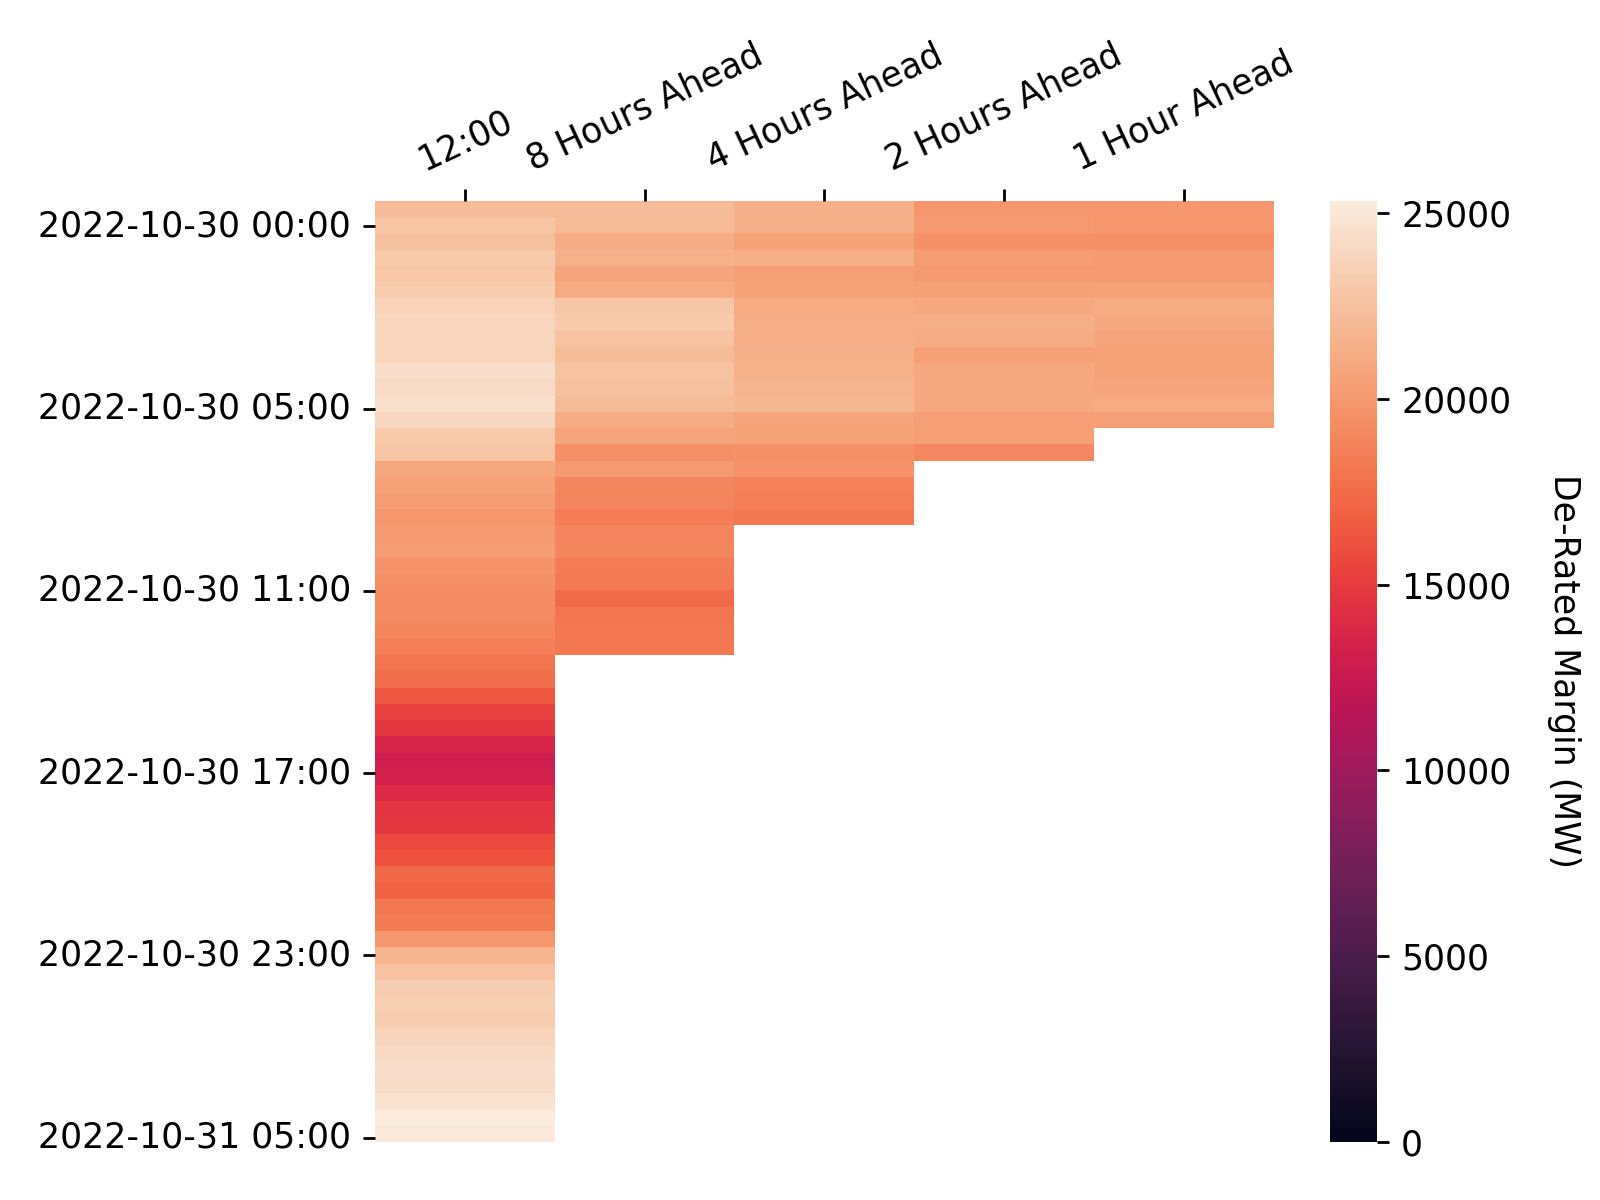 12:00
8 Hours Ahead
4 Hours Ahead
2 Hours Ahead
1 Hour Ahead
2022-10-30 00:00
2022-10-30 05:00
2022-10-30 11:00
2022-10-30 17:00
2022-10-30 23:00
2022-10-31 05:00
25000
20000
15000
10000
5000
0
De-Rated Margin (MW)